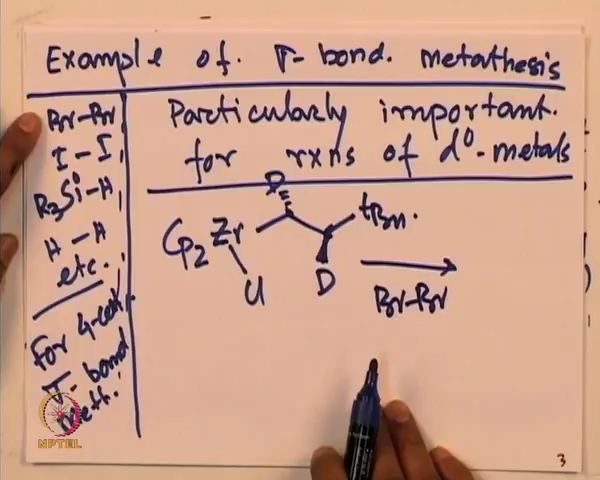 Example of σ-bond metathesis
Br-Br,
I-I,
R3Si-H,
H-H
etc.
For 4-cent.
σ-bond
Meth.
Particularly important
for rxns of d⁰-metals
D
Cp2Zr
tBu.
Cl
D
Br-Br
NPTEL
3